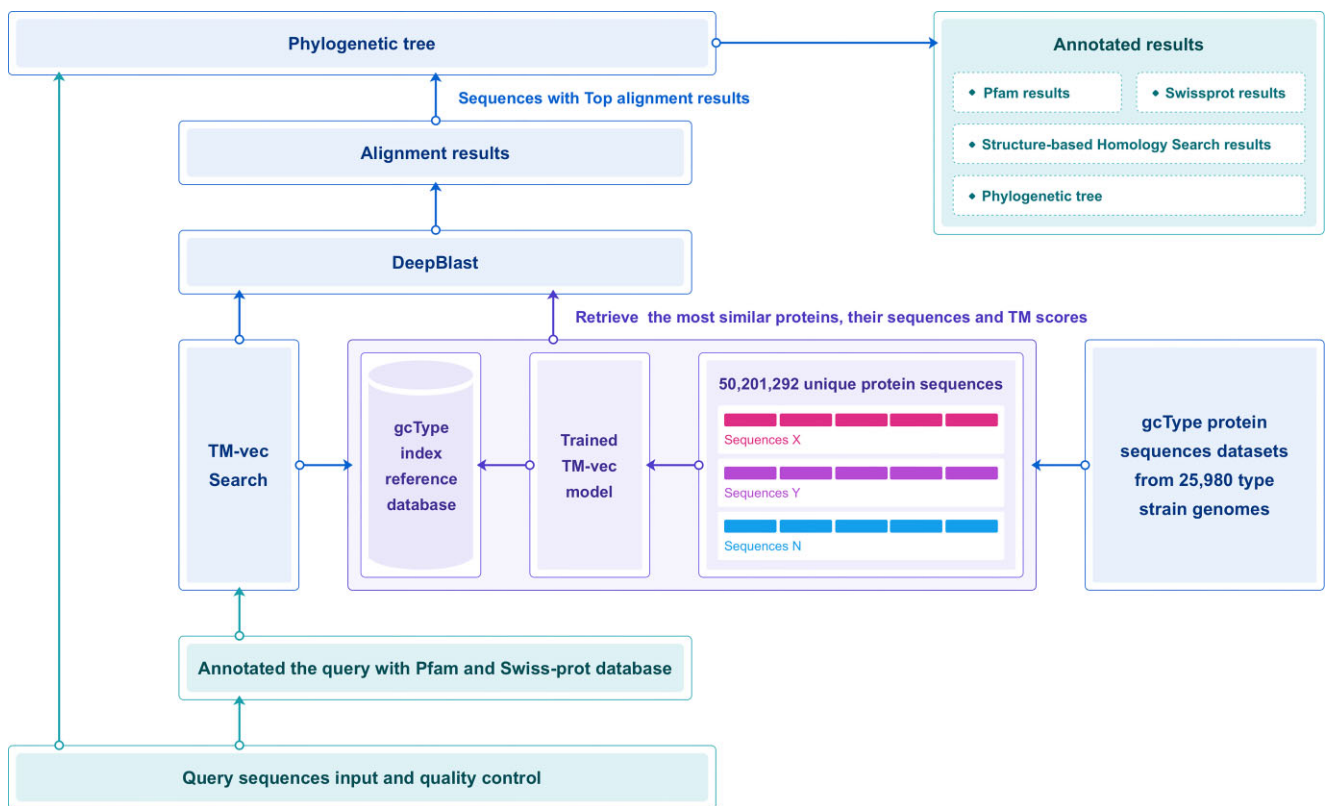 Phylogenetic tree
Annotated results
Pfam results
Swissprot results
Structure-based Homology Search results
Phylogenetic tree
Sequences with Top alignment results
Alignment results
DeepBlast
Retrieve the most similar proteins, their sequences and TM scores
TM-vec
Search
gcType
index
reference
database
Trained
TM-vec
model
50,201,292 unique protein sequences
Sequences X
Sequences Y
Sequences N
gcType protein
sequences datasets
from 25,980 type
strain genomes
Annotated the query with Pfam and Swiss-prot database
Query sequences input and quality control